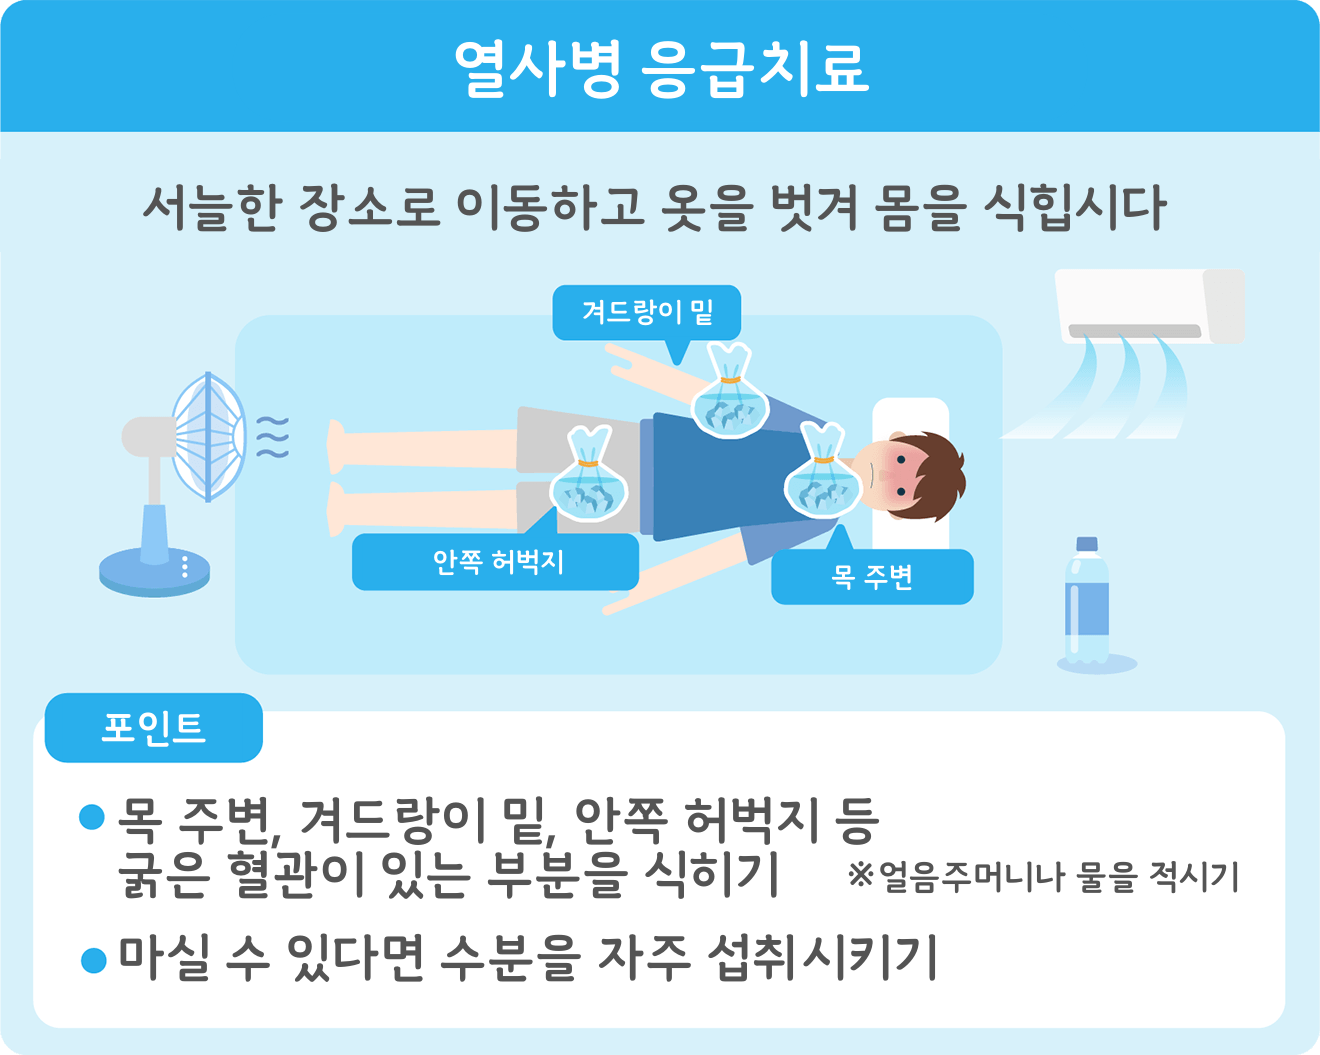 열사병 응급치료
서늘한 장소로 이동하고 옷을 벗겨 몸을 식힙시다
겨드랑이 밑
안쪽 허벅지
목 주변
포인트
목 주변, 겨드랑이 밑, 안쪽 허벅지 등
굵은 혈관이 있는 부분을 식히기
※얼음주머니나 물을 적시기
마실 수 있다면 수분을 자주 섭취시키기